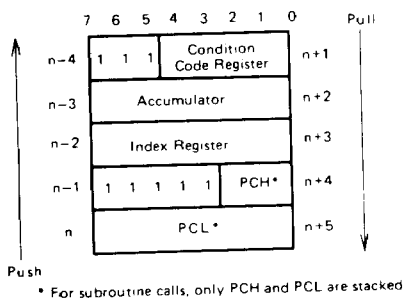 7 6 5 4 3 2 1 0 Pull
n-4 1 1 1 Condition Code Register n+1
n-3 Accumulator n+2
n-2 Index Register n+3
n-1 1 1 1 1 1 PCH* n+4
n PCL* n+5
Push
* For subroutine calls, only PCH and PCL are stacked